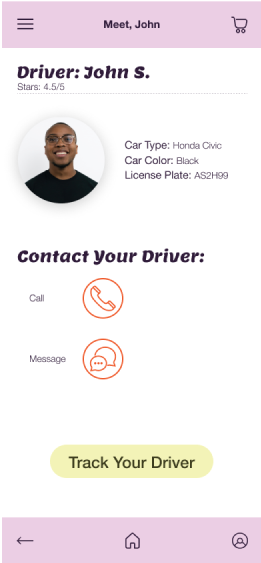 Meet, John
Driver: John S.
Stars: 4.5/5
Car Type: Honda Civic
Car Color: Black
License Plate: AS2H99
Contact Your Driver:
Call
Message
Track Your Driver